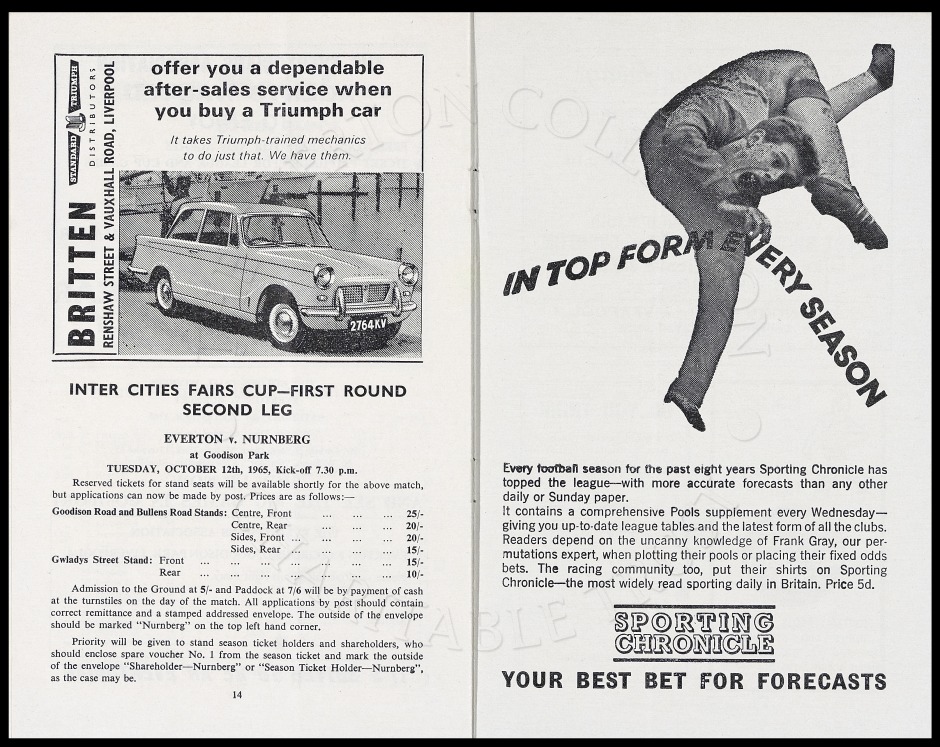 STANDARD TRIUMPH
DISTRIBUTORS
BRITTEN
RENSHAW STREET & VAUXHALL ROAD, LIVERPOOL
offer you a dependable
after-sales service when
you buy a Triumph car
It takes Triumph-trained mechanics
to do just that. We have them.
2764KV
INTER CITIES FAIRS CUP—FIRST ROUND
SECOND LEG
EVERTON v. NURNBERG
at Goodison Park
TUESDAY, OCTOBER 12th, 1965, Kick-off 7.30 p.m.
Reserved tickets for stand seats will be available shortly for the above match,
but applications can now be made by post. Prices are as follows:—
Goodison Road and Bullens Road Stands: Centre, Front ... ... ... 25/-
Centre, Rear ... ... ... 20/-
Sides, Front ... ... ... 20/-
Sides, Rear ... ... ... 15/-
Gwladys Street Stand: Front ... ... ... ... ... ... 15/-
Rear ... ... ... ... ... ... 10/-
Admission to the Ground at 5/- and Paddock at 7/6 will be by payment of cash
at the turnstiles on the day of the match. All applications by post should contain
correct remittance and a stamped addressed envelope. The outside of the envelope
should be marked "Nurnberg" on the top left hand corner.
Priority will be given to stand season ticket holders and shareholders, who
should enclose spare voucher No. 1 from the season ticket and mark the outside
of the envelope "Shareholder—Nurnberg" or "Season Ticket Holder—Nurnberg",
as the case may be.
14
IN TOP FORM EVERY SEASON
Every football season for the past eight years Sporting Chronicle has
topped the league—with more accurate forecasts than any other
daily or Sunday paper.
It contains a comprehensive Pools supplement every Wednesday—
giving you up-to-date league tables and the latest form of all the clubs.
Readers depend on the uncanny knowledge of Frank Gray, our per-
mutations expert, when plotting their pools or placing their fixed odds
bets. The racing community too, put their shirts on Sporting
Chronicle—the most widely read sporting daily in Britain. Price 5d.
SPORTING
CHRONICLE
YOUR BEST BET FOR FORECASTS